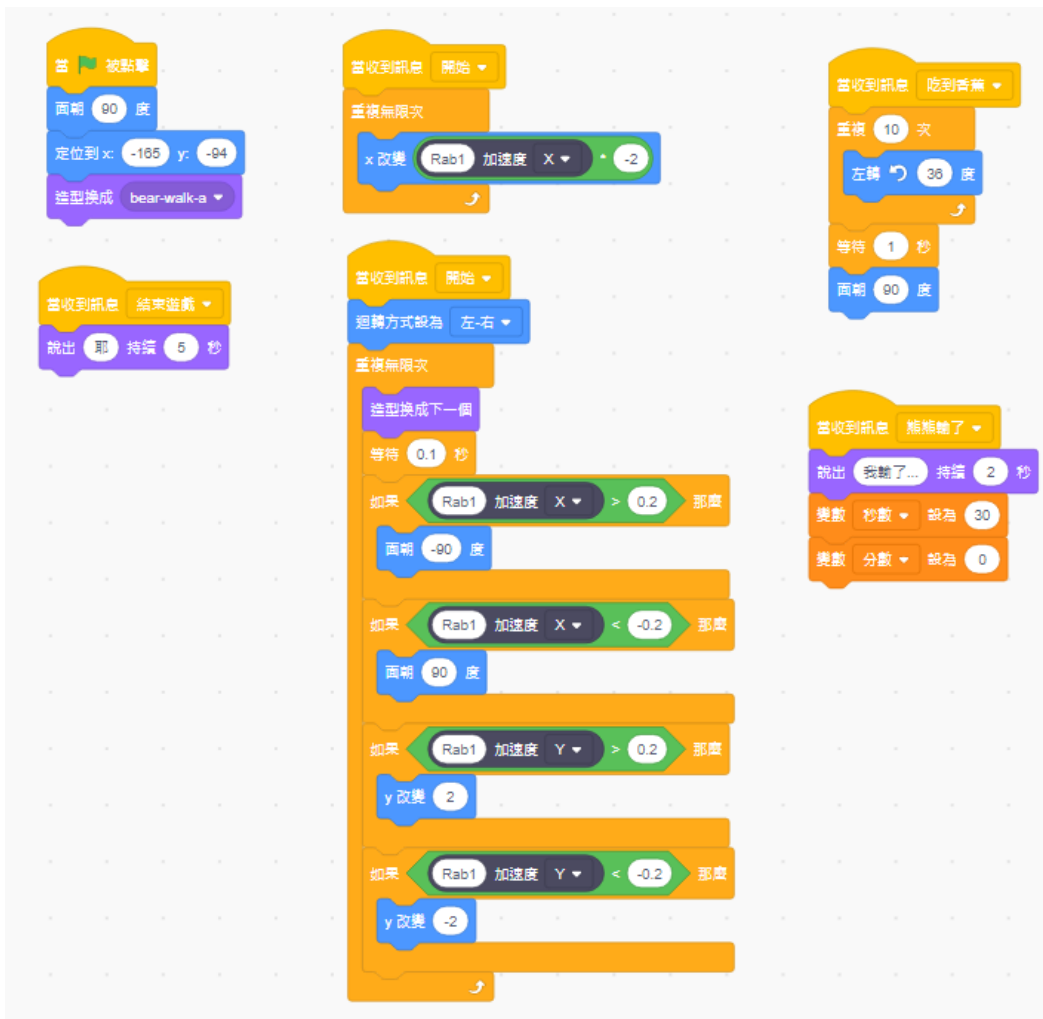 當 被點擊
面朝 90 度
定位到 x: -165 y: -94
造型換成 bear-walk-a
當收到訊息 結束遊戲
說出 耶 持續 5 秒
當收到訊息 開始
重複無限次
x 改變 Rab1 加速度 X * -2
當收到訊息 開始
迴轉方式設為 左-右
重複無限次
造型換成下一個
等待 0.1 秒
如果 Rab1 加速度 X > 0.2 那麼
面朝 -90 度
如果 Rab1 加速度 X < -0.2 那麼
面朝 90 度
如果 Rab1 加速度 Y > 0.2 那麼
y 改變 2
如果 Rab1 加速度 Y < -0.2 那麼
y 改變 -2
當收到訊息 吃到香蕉
重複 10 次
左轉 36 度
等待 1 秒
面朝 90 度
當收到訊息 熊熊輸了
說出 我輸了... 持續 2 秒
變數 秒數 設為 30
變數 分數 設為 0